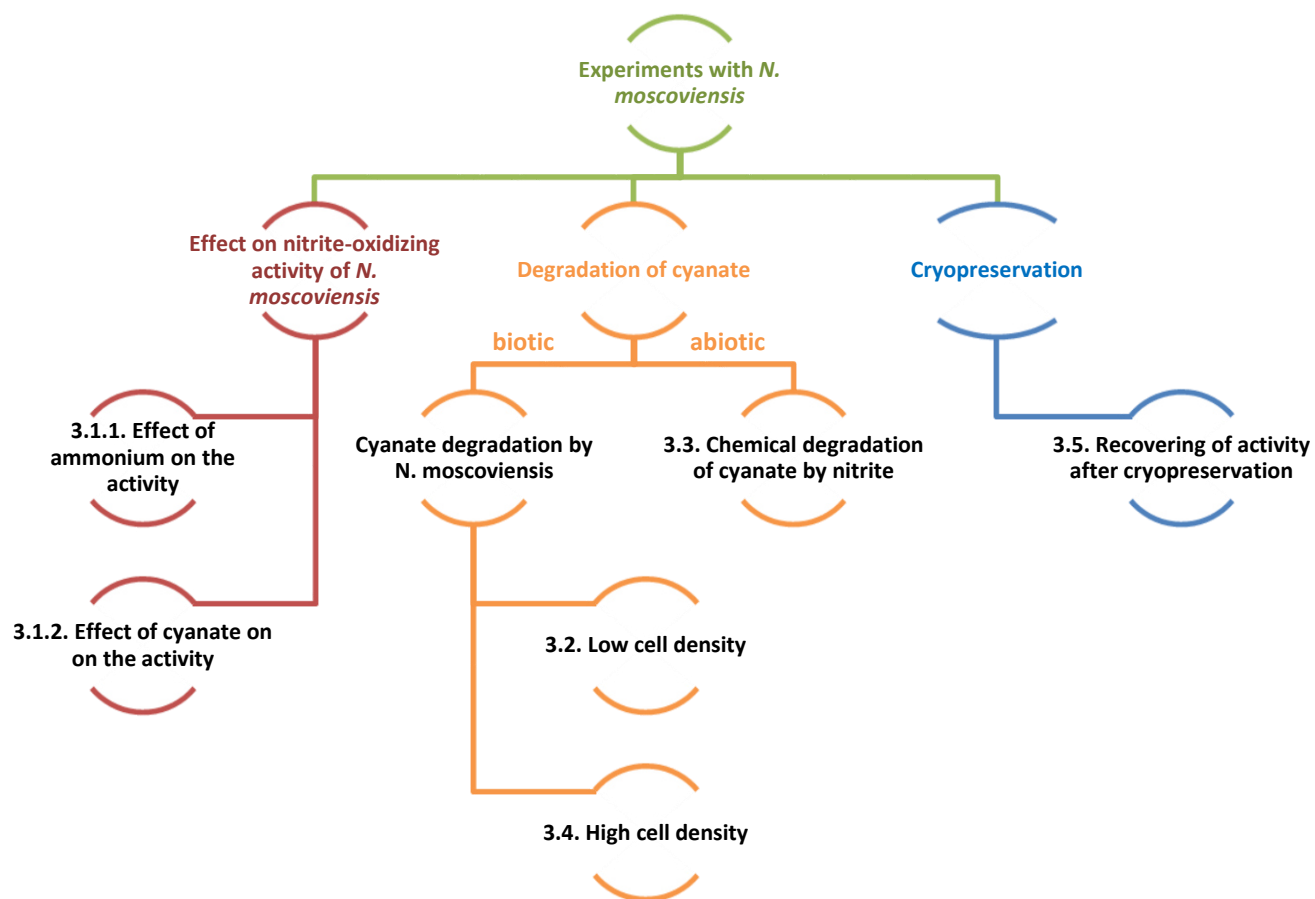 Experiments with N.
moscoviensis
Effect on nitrite-oxidizing
activity of N.
moscoviensis
Degradation of cyanate
Cryopreservation
biotic
abiotic
3.1.1. Effect of
ammonium on the
activity
Cyanate degradation by
N. moscoviensis
3.3. Chemical degradation
of cyanate by nitrite
3.5. Recovering of activity
after cryopreservation
3.1.2. Effect of cyanate on
on the activity
3.2. Low cell density
3.4. High cell density